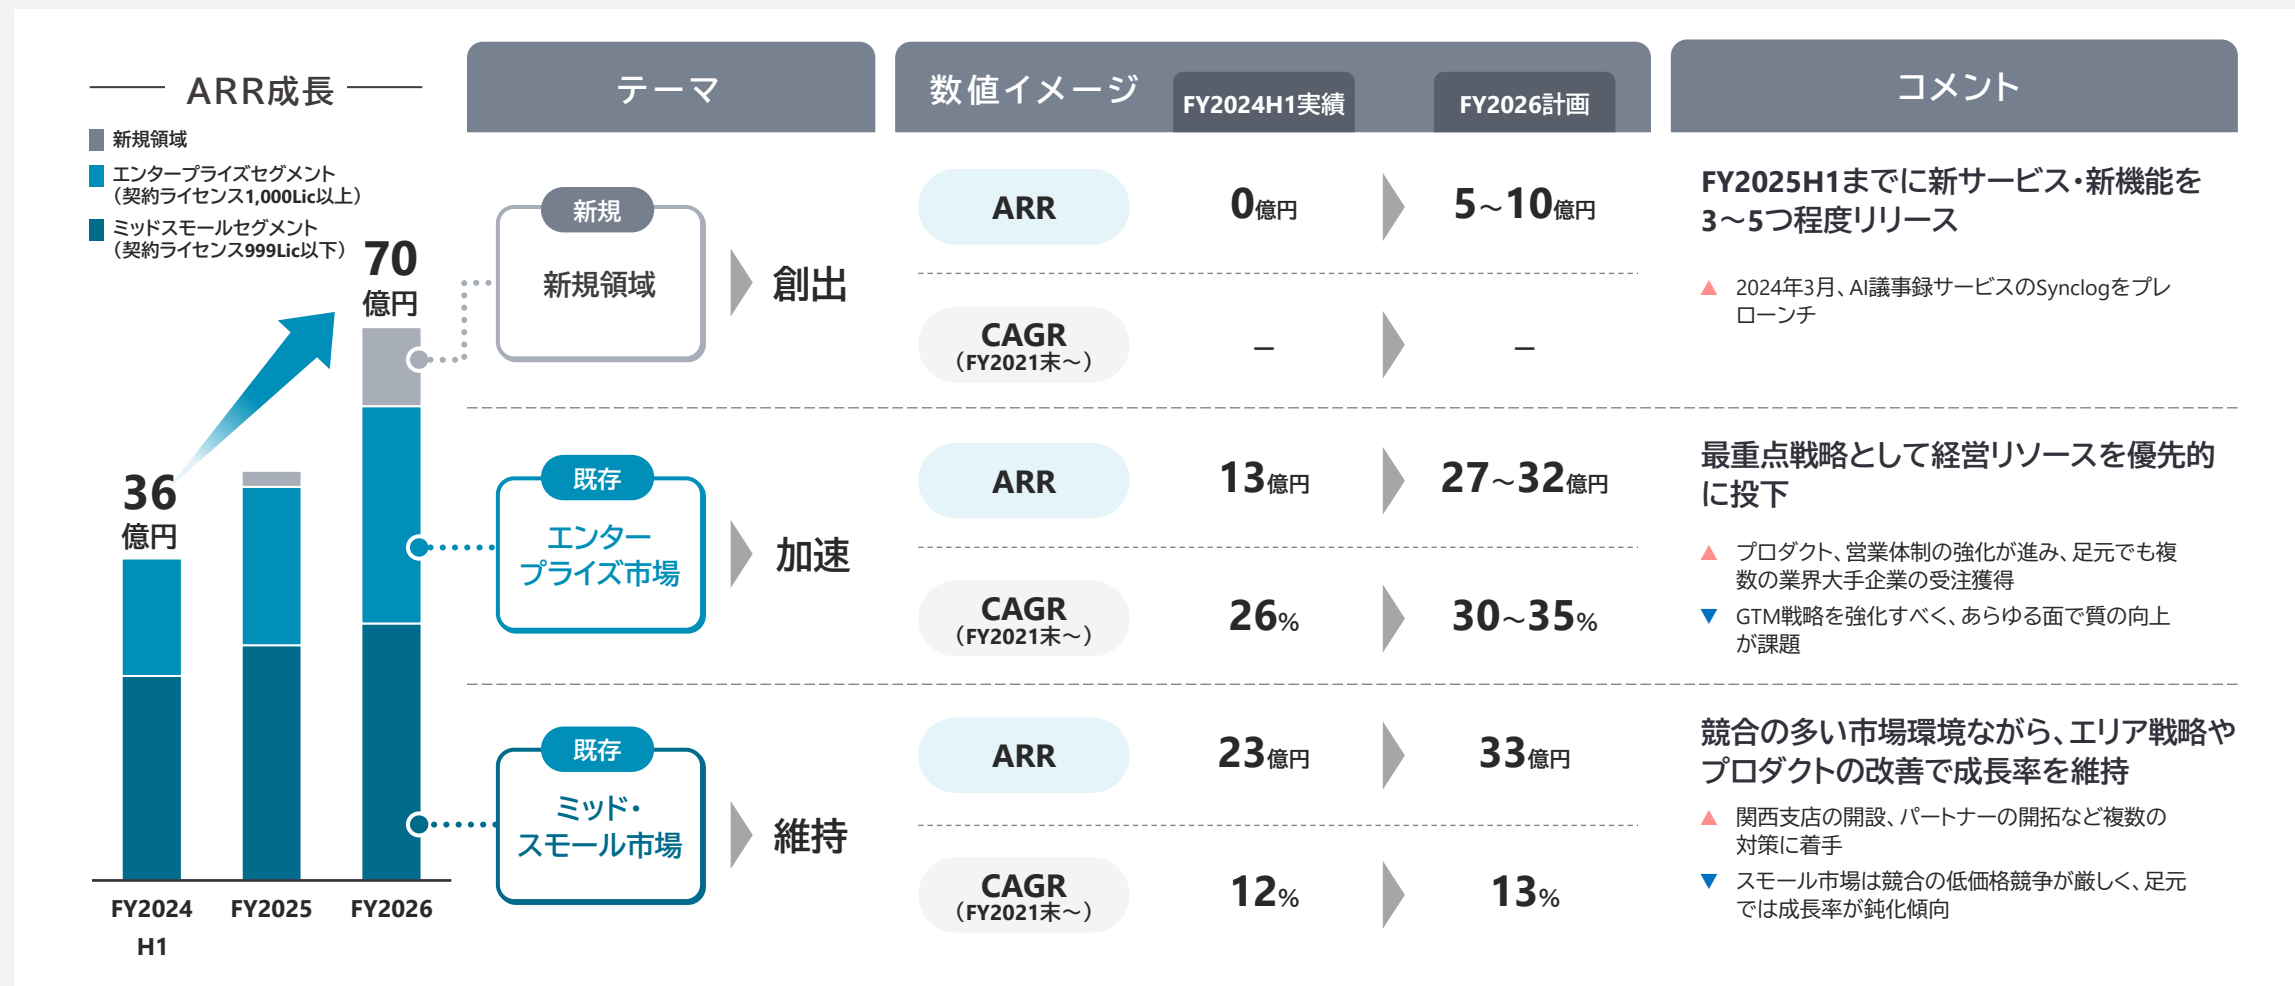 ARR成長
新規領域
エンタープライズセグメント
（契約ライセンス1,000Lic以上）
ミッドスモールセグメント
（契約ライセンス999Lic以下）
36
億円
70
億円
FY2024
H1
FY2025
FY2026
テーマ
数値イメージ
FY2024H1実績
FY2026計画
コメント
新規
新規領域
創出
ARR
0億円
5～10億円
CAGR
（FY2021末～）
–
–
FY2025H1までに新サービス・新機能を
3～5つ程度リリース
▲ 2024年3月、AI議事録サービスのSynclogをプレ
ローンチ
既存
エンター
プライズ市場
加速
ARR
13億円
27～32億円
CAGR
（FY2021末～）
26%
30～35%
最重点戦略として経営リソースを優先的
に投下
▲ プロダクト、営業体制の強化が進み、足元でも複
数の業界大手企業の受注獲得
▼ GTM戦略を強化すべく、あらゆる面で質の向上
が課題
既存
ミッド・
スモール市場
維持
ARR
23億円
33億円
CAGR
（FY2021末～）
12%
13%
競合の多い市場環境ながら、エリア戦略や
プロダクトの改善で成長率を維持
▲ 関西支店の開設、パートナーの開拓など複数の
対策に着手
▼ スモール市場は競合の低価格競争が厳しく、足元
では成長率が鈍化傾向